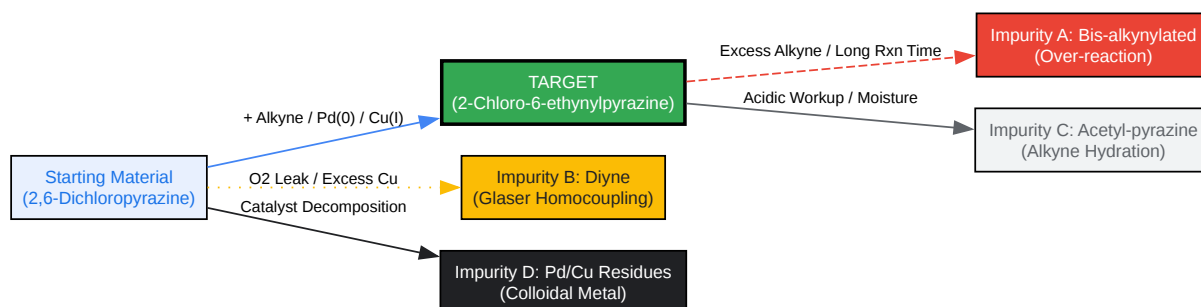 Starting Material
(2,6-Dichloropyrazine)
+ Alkyne / Pd(0) / Cu(I)
O2 Leak / Excess Cu
Catalyst Decomposition
TARGET
(2-Chloro-6-ethynylpyrazine)
Impurity B: Diyne
(Glaser Homocoupling)
Impurity D: Pd/Cu Residues
(Colloidal Metal)
Excess Alkyne / Long Rxn Time
Acidic Workup / Moisture
Impurity A: Bis-alkynylated
(Over-reaction)
Impurity C: Acetyl-pyrazine
(Alkyne Hydration)